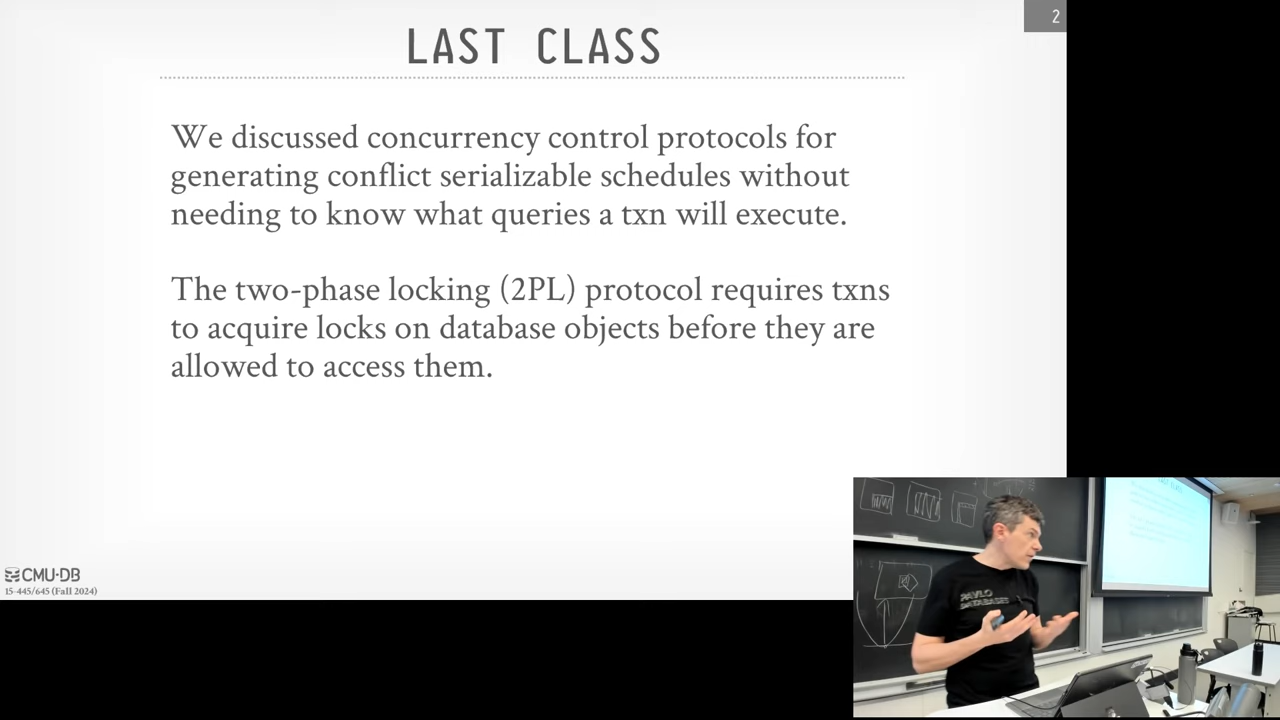 2
LAST CLASS
We discussed concurrency control protocols for
generating conflict serializable schedules without
needing to know what queries a txn will execute.
The two-phase locking (2PL) protocol requires txns
to acquire locks on database objects before they are
allowed to access them.
CMU·DB
15-445/645 (Fall 2024)
PAVLO
DATABASES